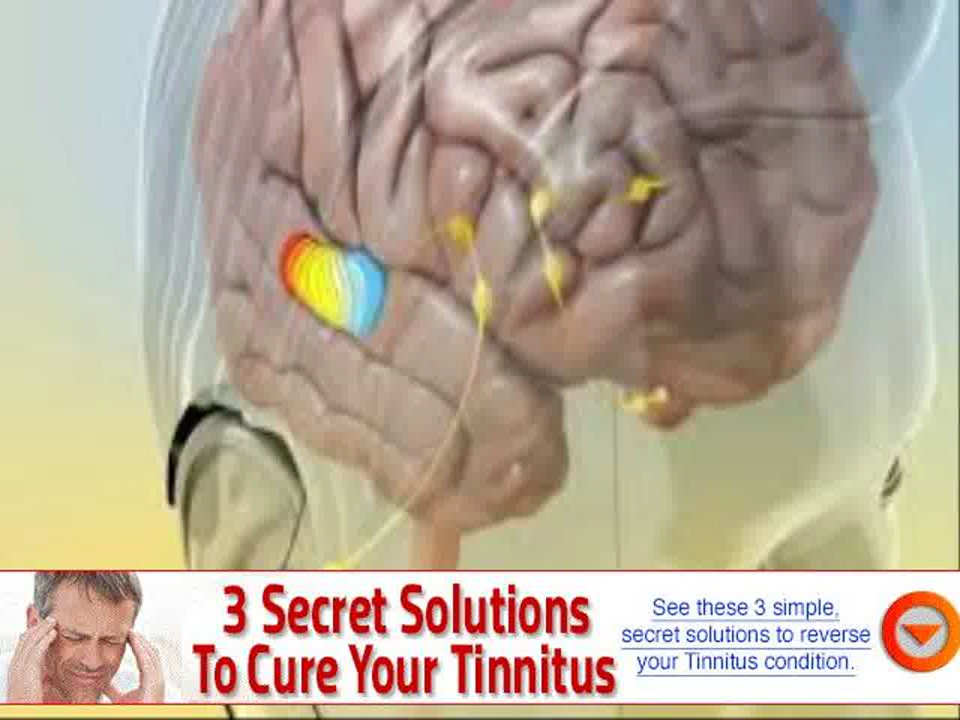 3 Secret Solutions
To Cure Your Tinnitus
See these 3 simple,
secret solutions to reverse
your Tinnitus condition.